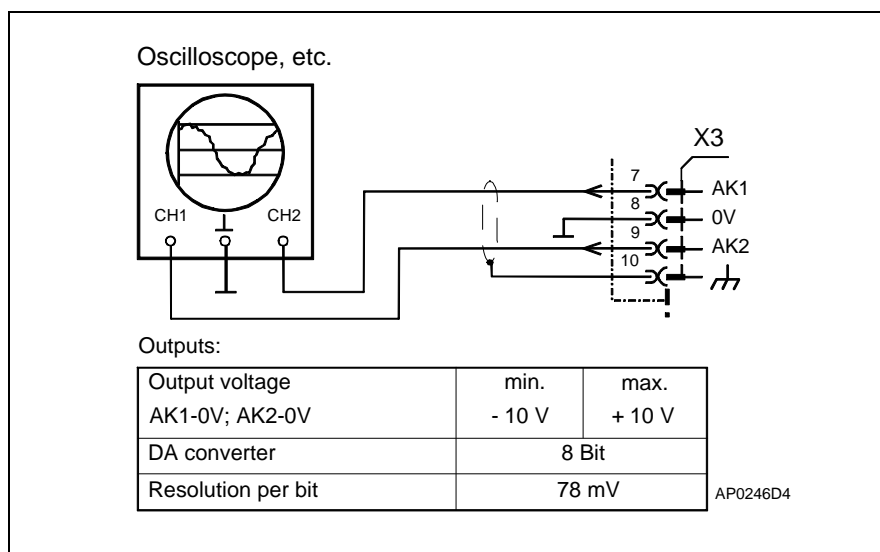 Oscilloscope, etc.
X3
CH1 CH2
7 AK1
8 0V
9 AK2
10
Outputs:
Output voltage min. max.
AK1-0V; AK2-0V - 10 V + 10 V
DA converter 8 Bit
Resolution per bit 78 mV
AP0246D4